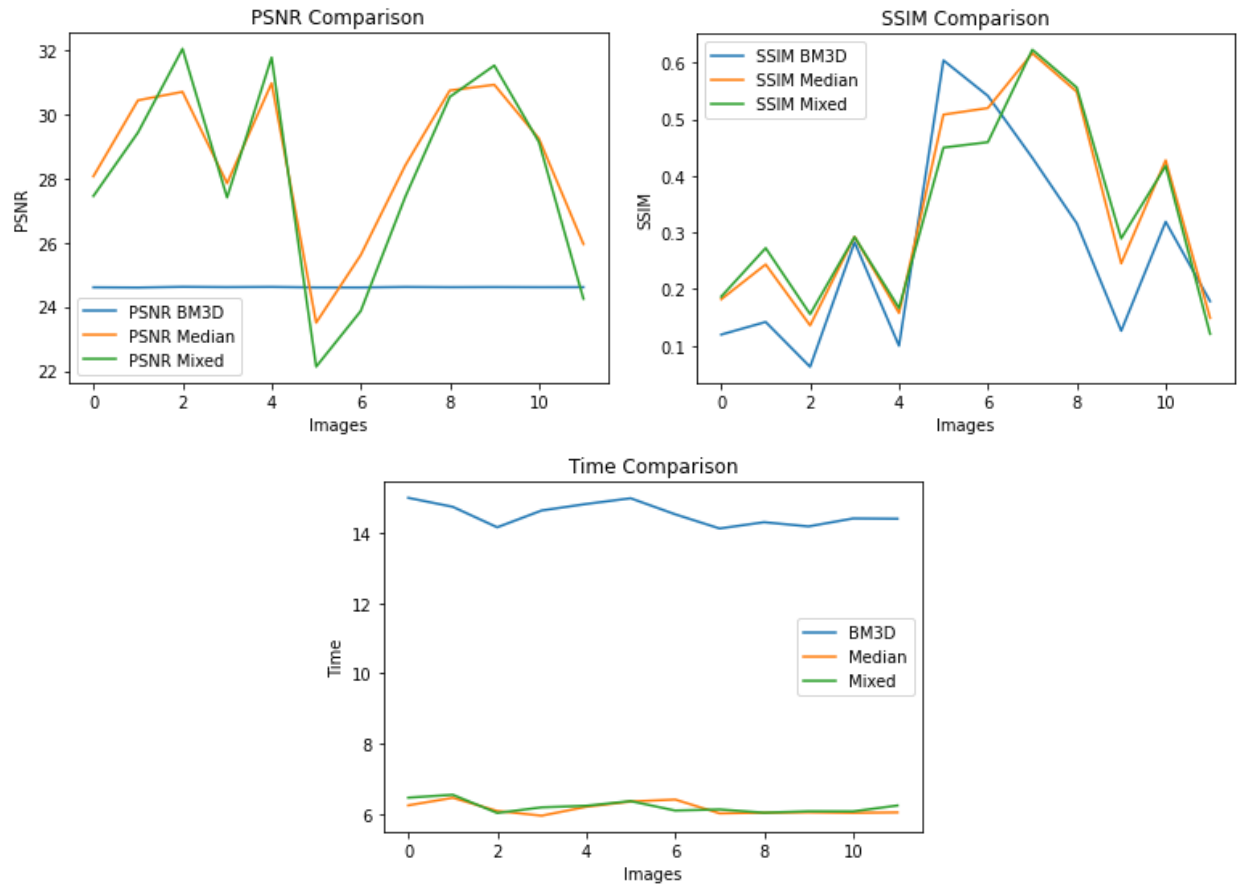 PSNR Comparison
32
30
28
26
24
22
PSNR
PSNR BM3D
PSNR Median
PSNR Mixed
0 2 4 6 8 10
Images
SSIM Comparison
0.6
0.5
0.4
0.3
0.2
0.1
SSIM
SSIM BM3D
SSIM Median
SSIM Mixed
0 2 4 6 8 10
Images
Time Comparison
14
12
10
8
6
Time
BM3D
Median
Mixed
0 2 4 6 8 10
Images